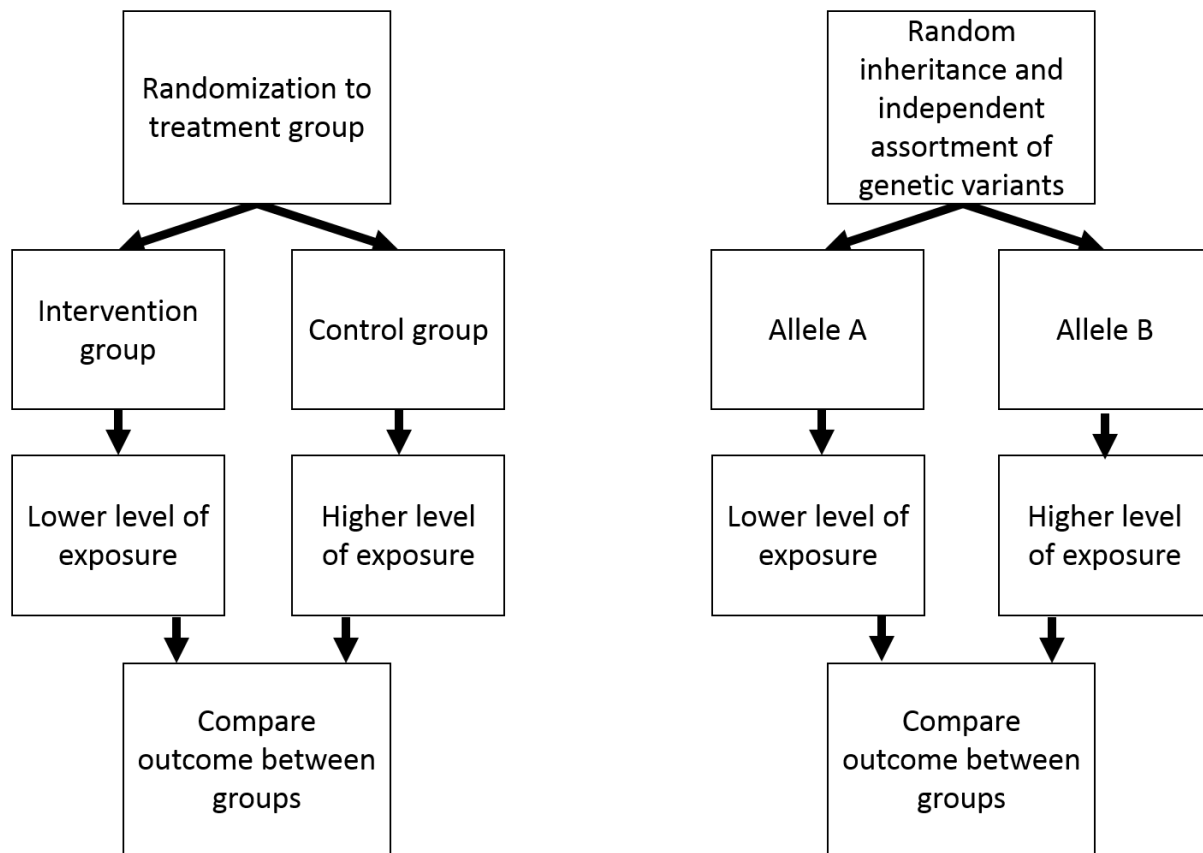 Randomization to
treatment group
Intervention
group
Control group
Lower level of
exposure
Higher level
of exposure
Compare
outcome between
groups
Random
inheritance and
independent
assortment of
genetic variants
Allele A
Allele B
Lower level of
exposure
Higher level
of exposure
Compare
outcome between
groups